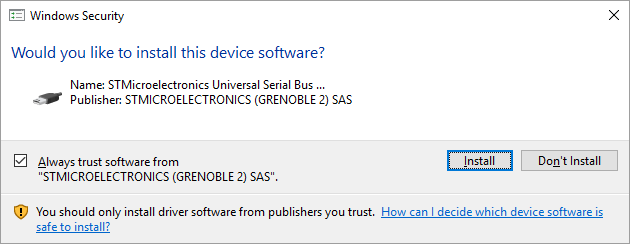 Windows Security
Would you like to install this device software?
Name: STMicroelectronics Universal Serial Bus ...
Publisher: STMICROELECTRONICS (GRENOBLE 2) SAS
Always trust software from
"STMICROELECTRONICS (GRENOBLE 2) SAS".
Install
Don't Install
You should only install driver software from publishers you trust. How can I decide which device software is
safe to install?